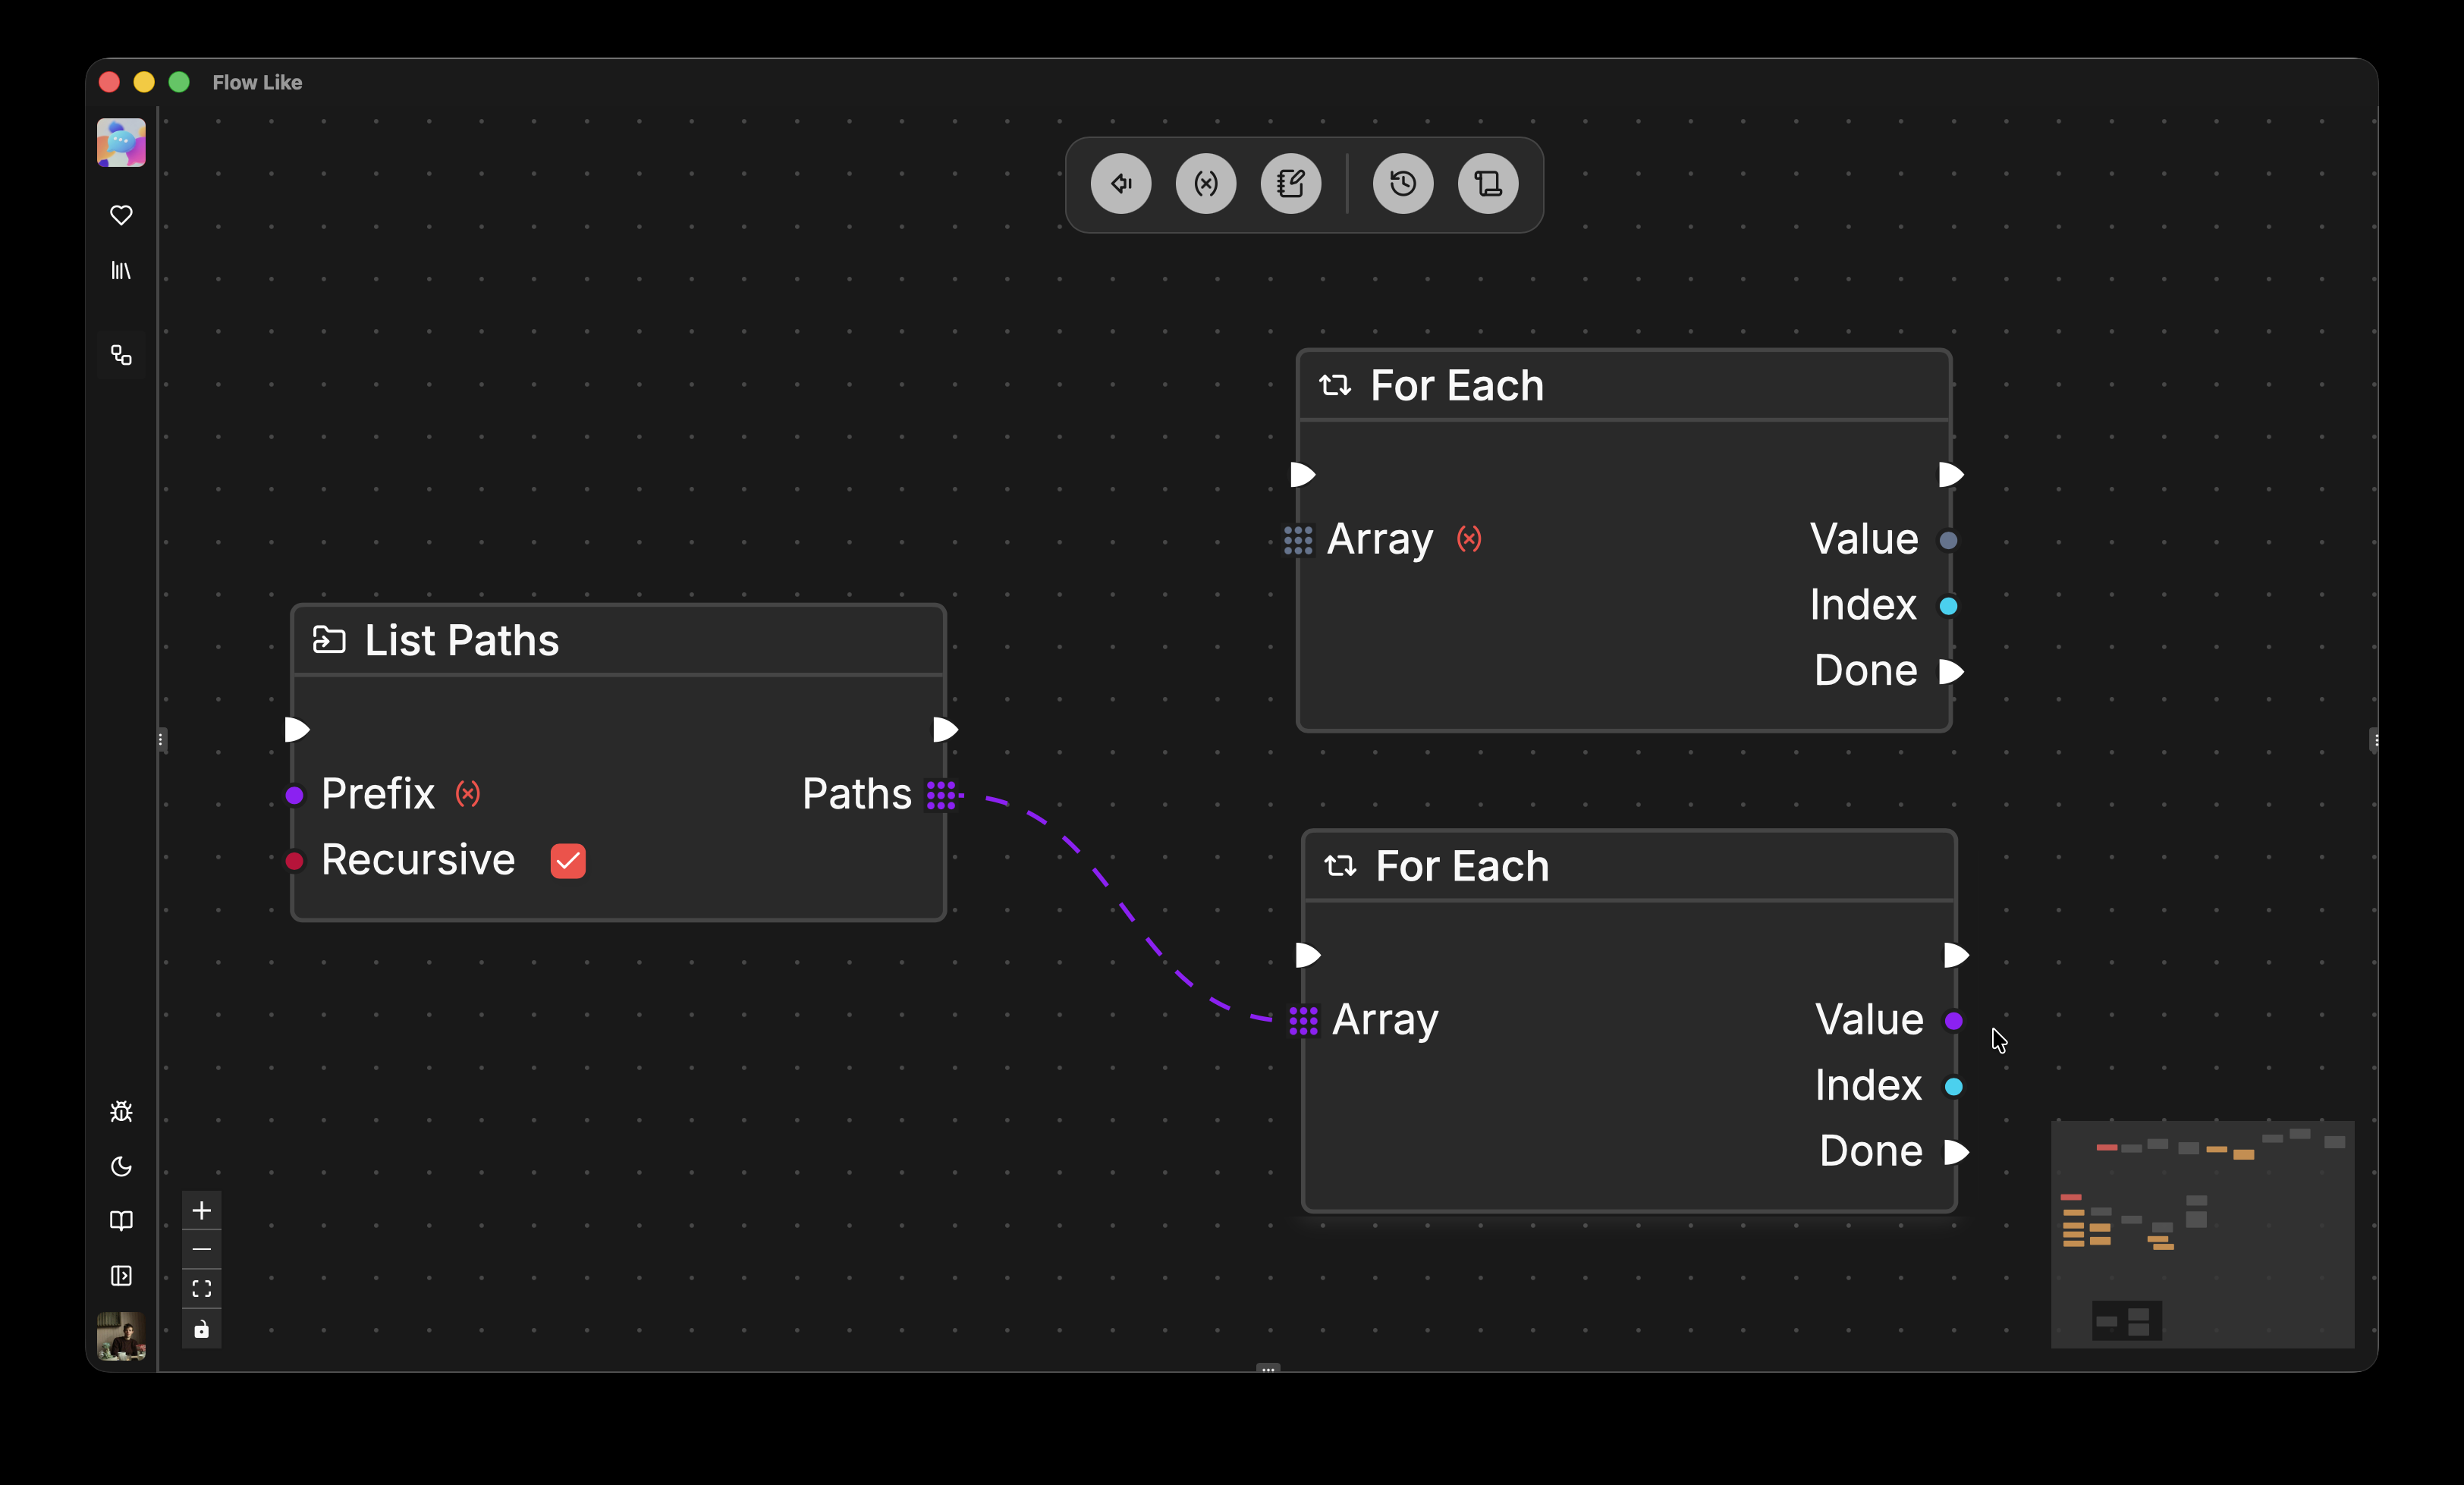 Flow Like
For Each
Array
Value
Index
Done
List Paths
Prefix
Paths
Recursive
For Each
Array
Value
Index
Done